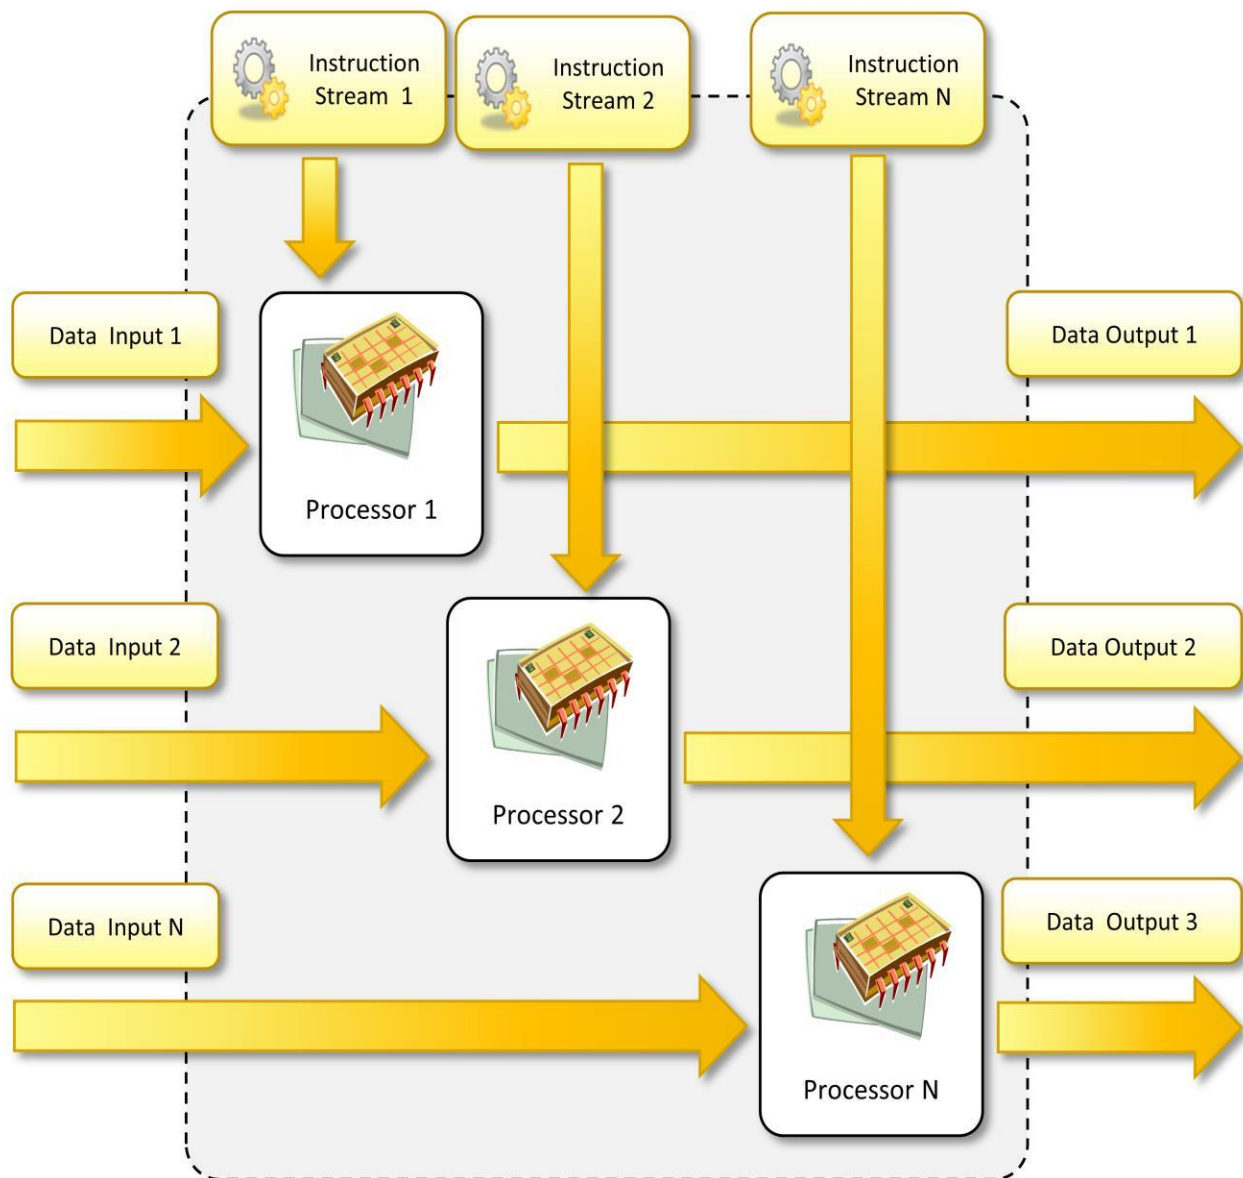 Instruction
Stream 1
Instruction
Stream 2
Instruction
Stream N
Data Input 1
Data Output 1
Processor 1
Data Input 2
Data Output 2
Processor 2
Data Input N
Data Output 3
Processor N